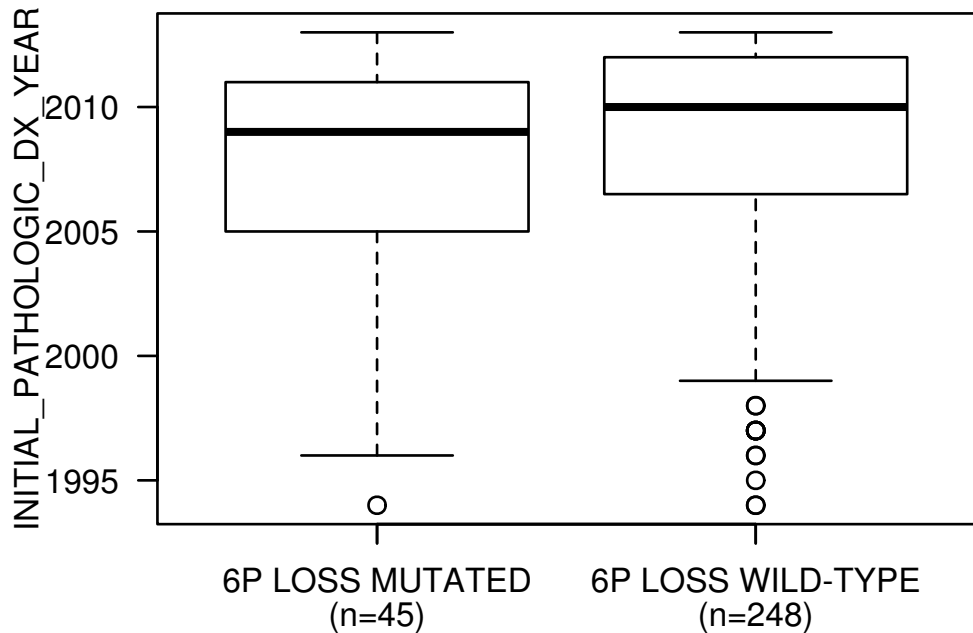 INITIAL_PATHOLOGIC_DX_YEAR
2010
2005
2000
1995
6P LOSS MUTATED
(n=45)
6P LOSS WILD-TYPE
(n=248)